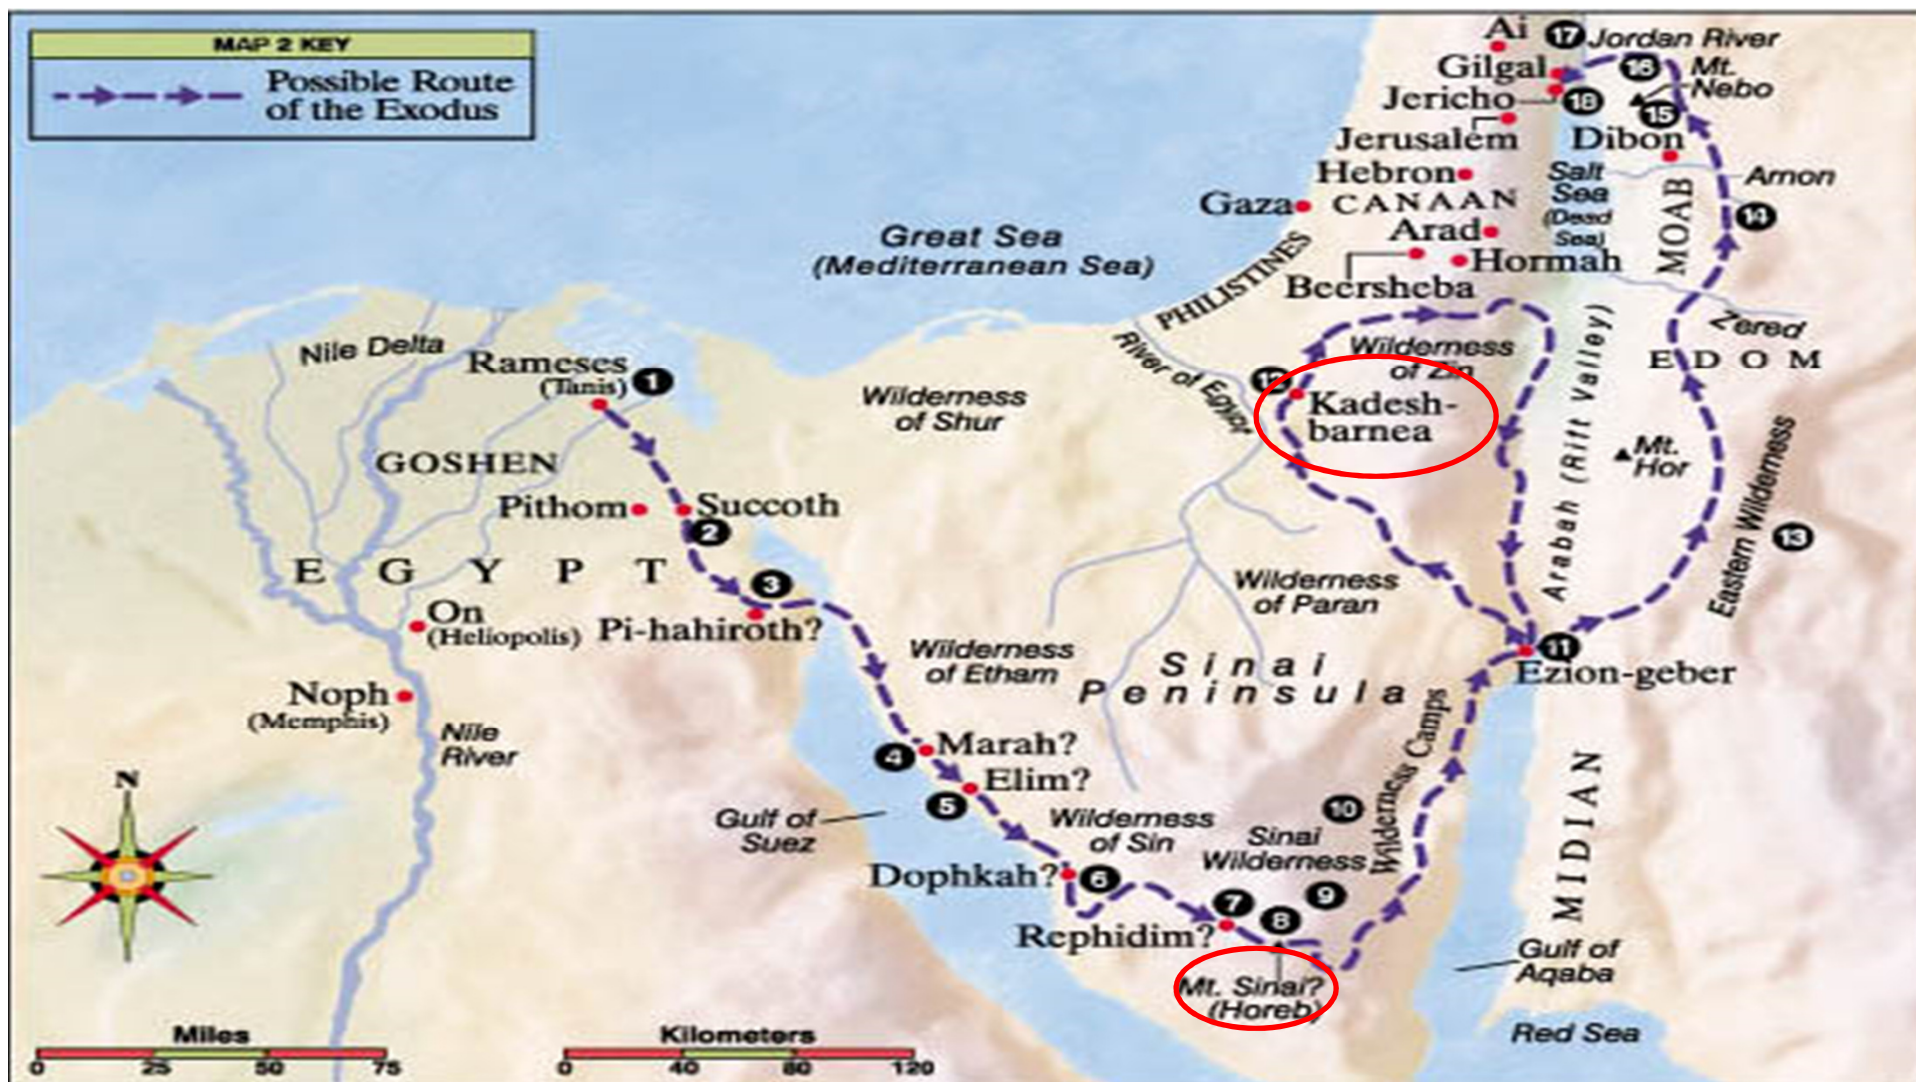 MAP 2 KEY
Possible Route
of the Exodus
Ai
17
Jordan River
Gilgal
16
Mt.
Nebo
Jericho
18
15
Jerusalem
Dibon
Hebron
Salt
Sea
(Dead
Sea)
Arnon
Gaza
CANAAN
MOAB
14
Arad
Hormah
Great Sea
(Mediterranean Sea)
PHILISTINES
Beersheba
Zered
Nile Delta
Rameses
(Tanis)
1
River of Egypt
Wilderness
of Zin
EDOM
Wilderness
of Shur
Kadesh-
barnea
Arabah (Rift Valley)
Mt.
Hor
GOSHEN
Pithom
Succoth
2
Eastern Wilderness
13
EGYPT
3
Wilderness
of Paran
On
(Heliopolis)
Pi-hahiroth?
Wilderness
of Etham
Sinai
Peninsula
11
Ezion-geber
Noph
(Memphis)
Nile
River
4
Marah?
Elim?
5
Wilderness Camps
MIDIAN
N
Gulf of
Suez
Wilderness
of Sin
10
Sinai
Wilderness
Dophkah?
6
7
8
9
Rephidim?
Mt. Sinai?
(Horeb)
Gulf of
Aqaba
Red Sea
Miles
0 25 50 75
Kilometers
0 40 80 120